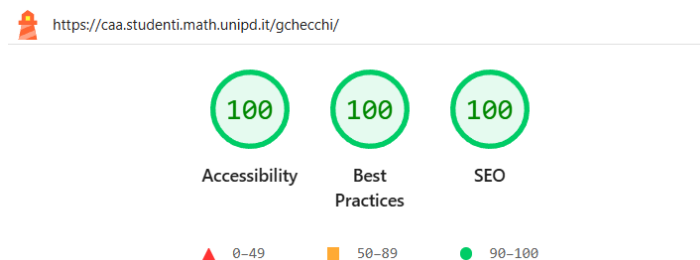 https://caa.studenti.math.unipd.it/gchecchi/
100 100 100
Accessibility Best Practices SEO
0–49 50–89 90–100